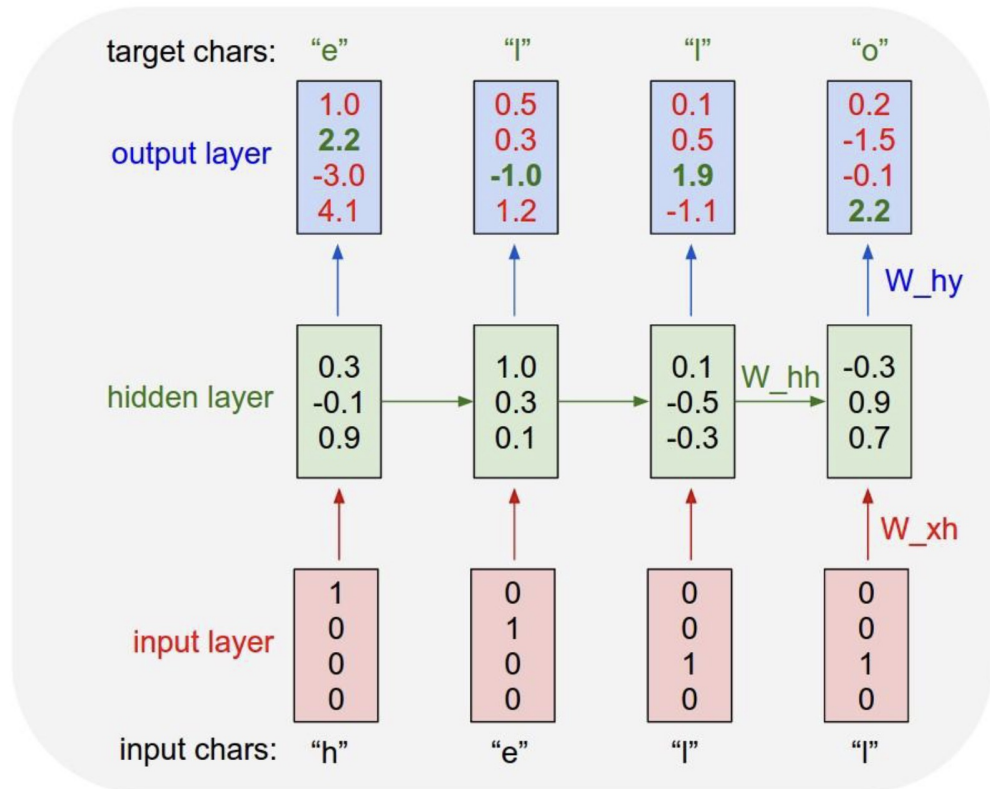 target chars: “e” “l” “l” “o”
output layer
1.0 0.5 0.1 0.2
2.2 0.3 0.5 -1.5
-3.0 -1.0 1.9 -0.1
4.1 1.2 -1.1 2.2
W_hy
hidden layer
0.3 1.0 0.1 W_hh -0.3
-0.1 0.3 -0.5 0.9
0.9 0.1 -0.3 0.7
W_xh
input layer
1 0 0 0
0 1 0 0
0 0 1 1
0 0 0 0
input chars: “h” “e” “l” “l”